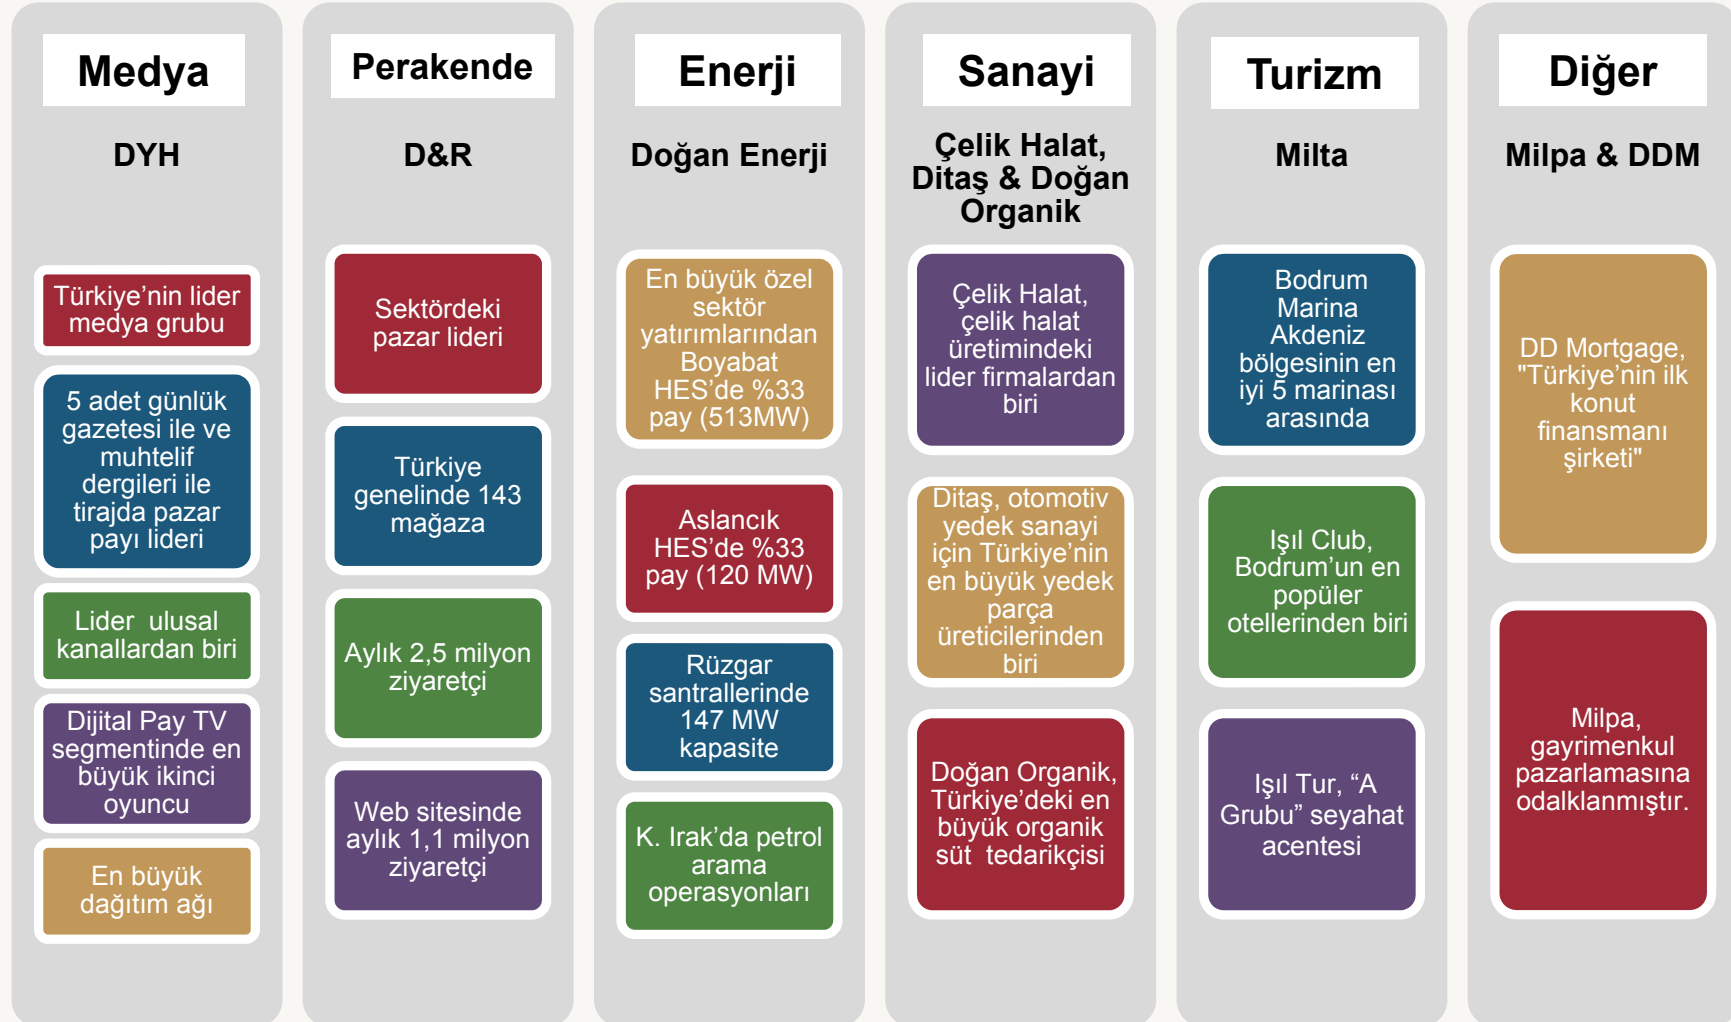 Medya
DYH
Türkiye’nin lider
medya grubu
5 adet günlük
gazetesi ile ve
muhtelif
dergileri ile
tirajda pazar
payı lideri
Lider ulusal
kanallardan biri
Dijital Pay TV
segmentinde en
büyük ikinci
oyuncu
En büyük
dağıtım ağı
Perakende
D&R
Sektördeki
pazar lideri
Türkiye
genelinde 143
mağaza
Aylık 2,5 milyon
ziyaretçi
Web sitesinde
aylık 1,1 milyon
ziyaretçi
Enerji
Doğan Enerji
En büyük özel
sektör
yatırımlarından
Boyabat
HES’de %33
pay (513MW)
Aslancık
HES’de %33
pay (120 MW)
Rüzgar
santrallerinde
147 MW
kapasite
K. Irak’da petrol
arama
operasyonları
Sanayi
Çelik Halat,
Ditaş & Doğan
Organik
Çelik Halat,
çelik halat
üretimindeki
lider firmalardan
biri
Ditaş, otomotiv
yedek sanayi
için Türkiye’nin
en büyük yedek
parça
üreticilerinden
biri
Doğan Organik,
Türkiye’deki en
büyük organik
süt tedarikçisi
Turizm
Milta
Bodrum
Marina
Akdeniz
bölgesinin en
iyi 5 marinası
arasında
Işıl Club,
Bodrum’un en
popüler
otellerinden biri
Işıl Tur, “A
Grubu” seyahat
acentesi
Diğer
Milpa & DDM
DD Mortgage,
"Türkiye’nin ilk
konut
finansmanı
şirketi"
Milpa,
gayrimenkul
pazarlamasına
odalklanmıştır.